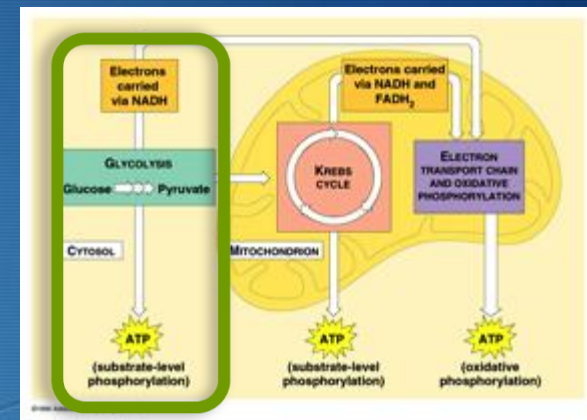 Electrons
carried
via NADH
Electrons carried
via NADH and
FADH2
GLYCOLYSIS
Glucose
Pyruvate
KREBS
CYCLE
ELECTRON
TRANSPORT CHAIN
AND OXIDATIVE
PHOSPHORYLATION
CYTOSOL
MITOCHONDRION
ATP
ATP
ATP
(substrate-level
phosphorylation)
(substrate-level
phosphorylation)
(oxidative
phosphorylation)